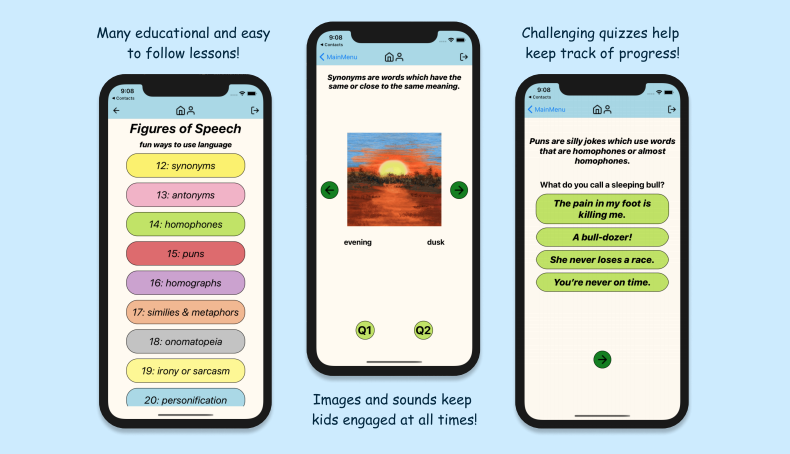 Many educational and easy
to follow lessons!
9:08
Contacts
Figures of Speech
fun ways to use language
12: synonyms
13: antonyms
14: homophones
15: puns
16: homographs
17: similies & metaphors
18: onomatopeia
19: irony or sarcasm
20: personification
9:08
Contacts
MainMenu
Synonyms are words which have the
same or close to the same meaning.
evening dusk
Q1 Q2
Images and sounds keep
kids engaged at all times!
Challenging quizzes help
keep track of progress!
9:08
Contacts
MainMenu
Puns are silly jokes which use words
that are homophones or almost
homophones.
What do you call a sleeping bull?
The pain in my foot is
killing me.
A bull-dozer!
She never loses a race.
You're never on time.